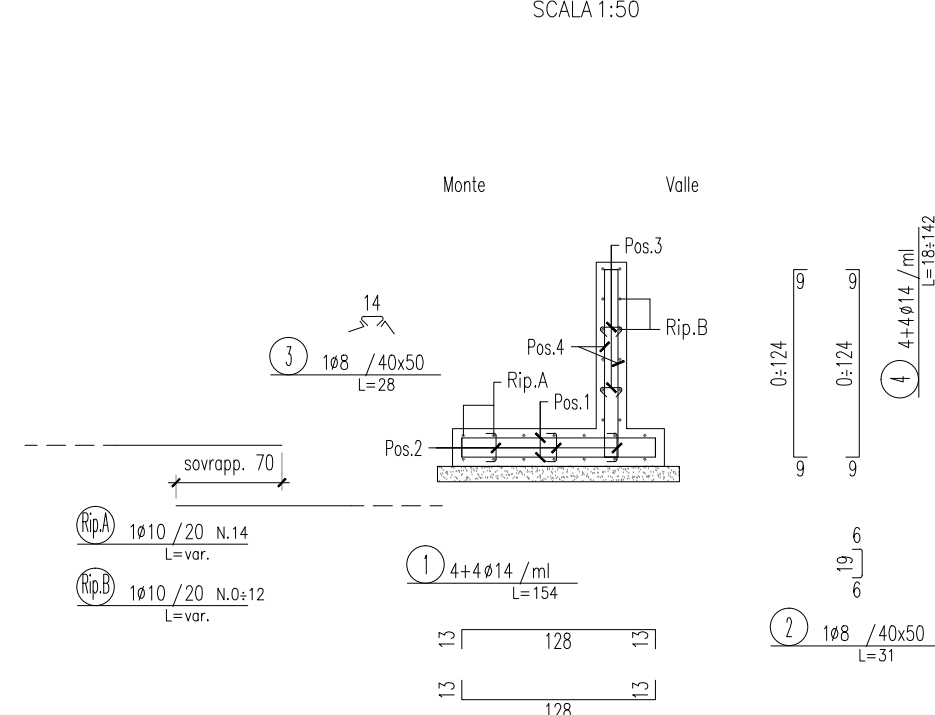 SCALA 1:50
Monte
Valle
Pos.3
Rip.B
Pos.4
Rip.A
Pos.1
Pos.2
14
3 1ø8 /40x50
L=28
sovrapp. 70
Rip.A 1ø10 /20 N.14
L=var.
Rip.B 1ø10 /20 N.0÷12
L=var.
1 4+4ø14 /ml
L=154
13 128 13
13 128 13
9 9
0÷124 0÷124
9 9
4 4+4ø14 /ml
L=18÷142
6
19
6
2 1ø8 /40x50
L=31